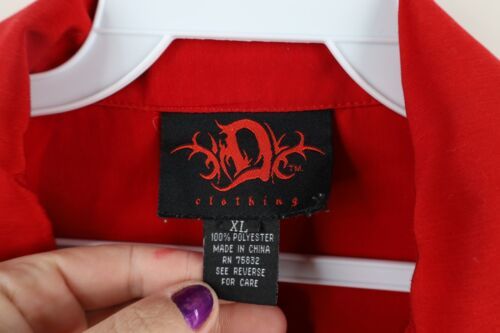 D
TM
clothing
XL
100% POLYESTER
MADE IN CHINA
RN 75832
SEE REVERSE
FOR CARE